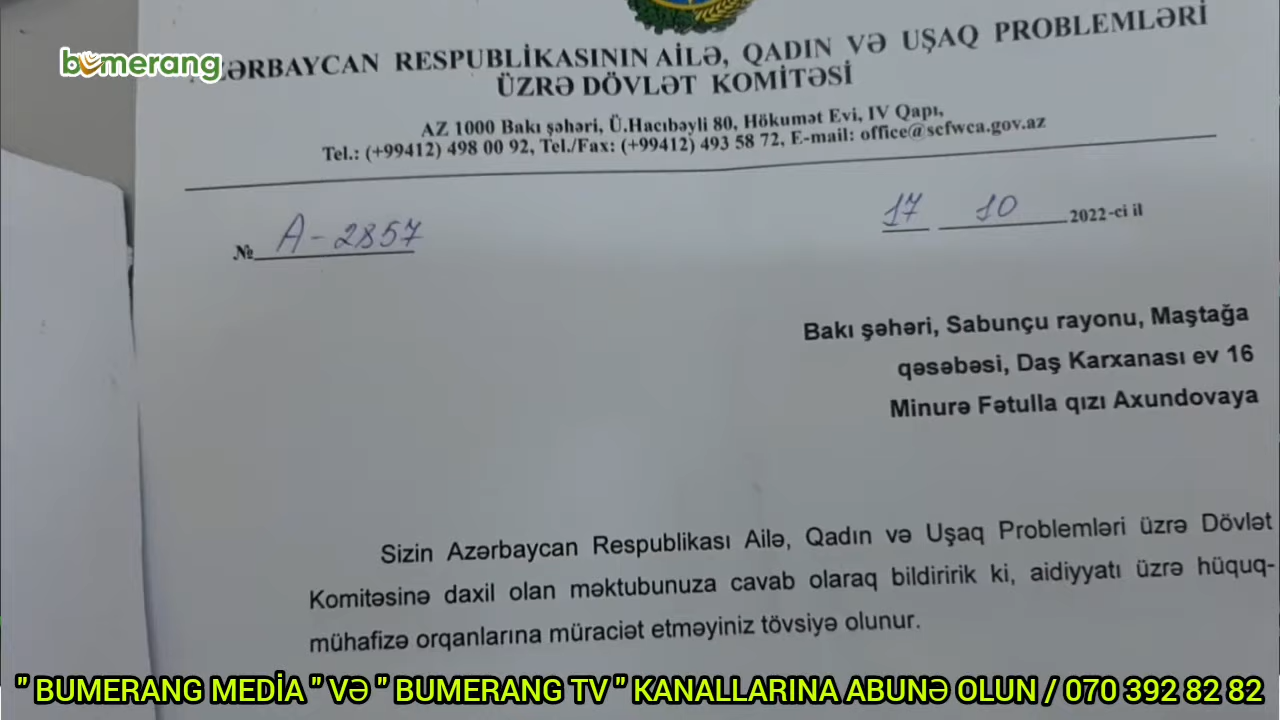 bumerang
AZƏRBAYCAN RESPUBLİKASININ AİLƏ, QADIN VƏ UŞAQ PROBLEMLƏRİ
ÜZRƏ DÖVLƏT KOMİTƏSİ
AZ 1000 Bakı şəhəri, Ü.Hacıbəyli 80, Hökumət Evi, IV Qapı,
Tel.: (+99412) 498 00 92, Tel./Fax: (+99412) 493 58 72, E-mail: office@scfwca.gov.az
№ A-2857
17 10 2022-ci il
Bakı şəhəri, Sabunçu rayonu, Maştağa
qəsəbəsi, Daş Karxanası ev 16
Minurə Fətulla qızı Axundovaya
Sizin Azərbaycan Respublikası Ailə, Qadın və Uşaq Problemləri üzrə Dövlət
Komitəsinə daxil olan məktubunuza cavab olaraq bildiririk ki, aidiyyatı üzrə hüquq-
mühafizə orqanlarına müraciət etməyiniz tövsiyə olunur.
" BUMERANG MEDİA " VƏ " BUMERANG TV " KANALLARINA ABUNƏ OLUN / 070 392 82 82